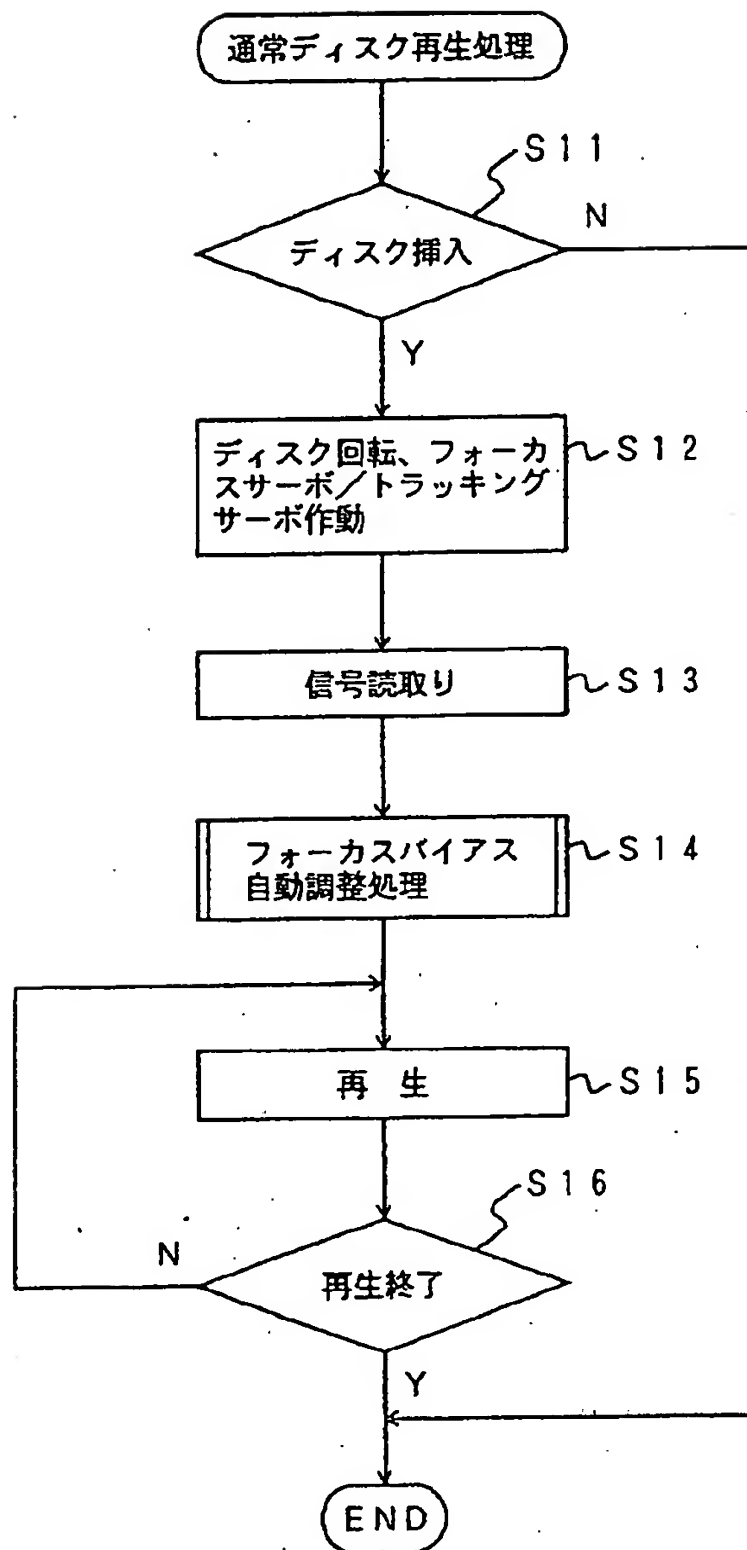 通常ディスク再生処理
S11
N
ディスク挿入
Y
ディスク回転、フォーカ
スサーボ／トラッキング
サーボ作動
S12
信号読取り
S13
フォーカスバイアス
自動調整処理
S14
再 生
S15
S16
N
再生終了
Y
END